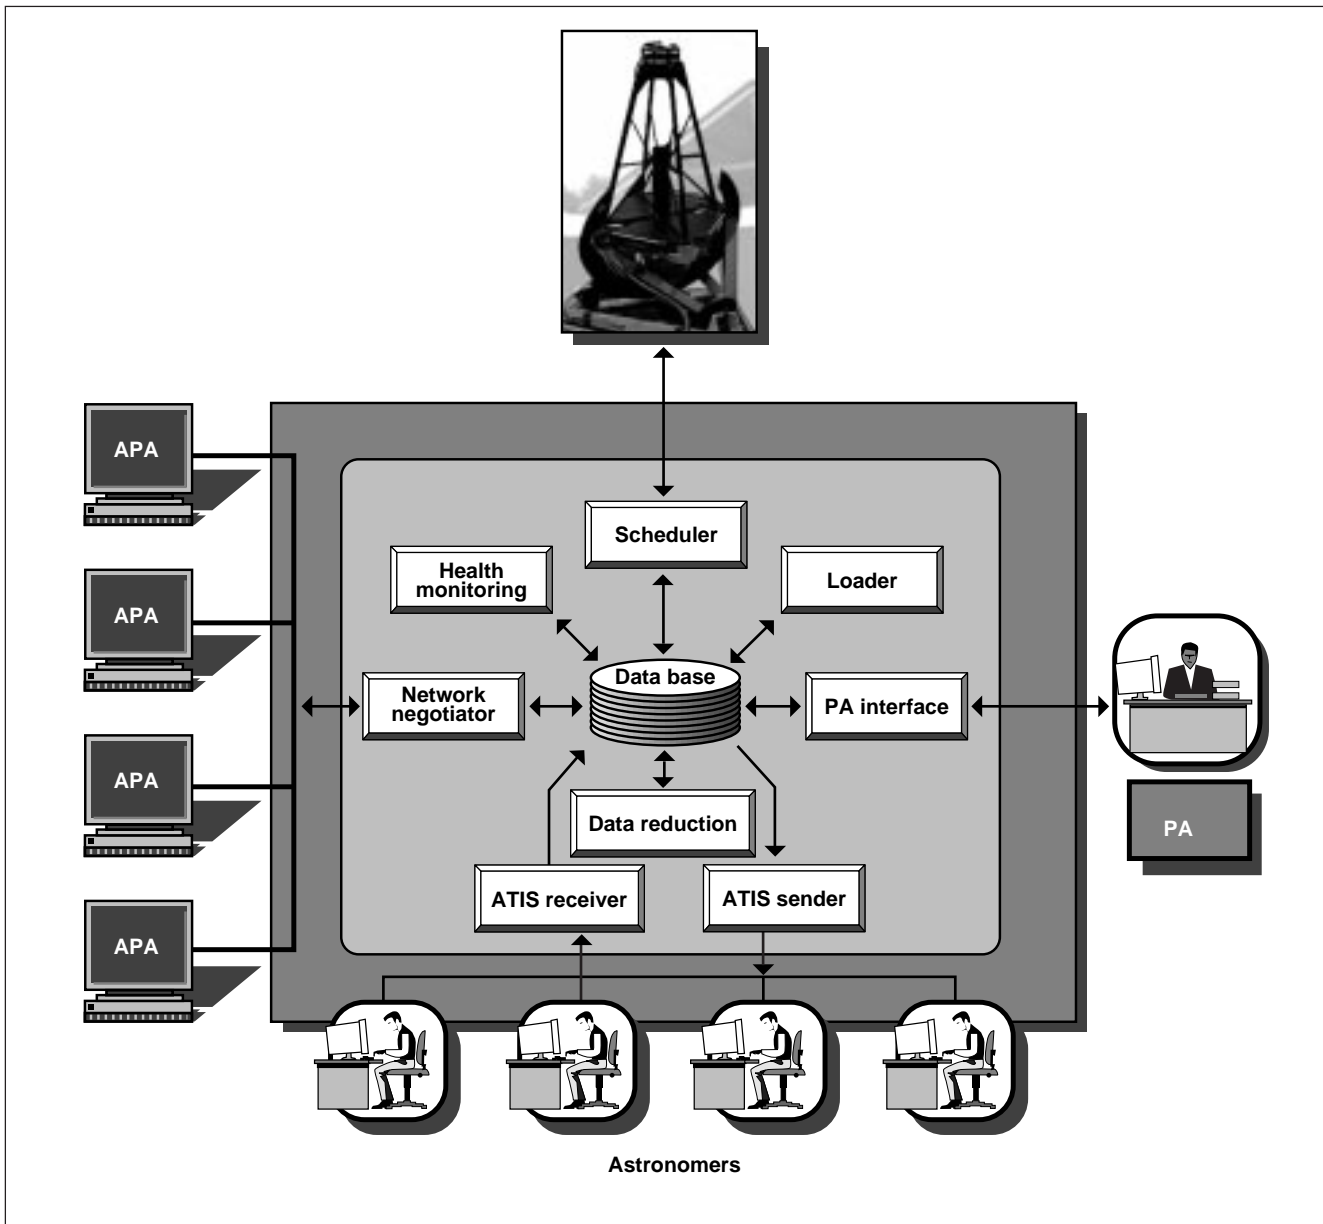 APA
Scheduler
Health
monitoring
Loader
APA
Data base
Network
negotiator
PA interface
APA
Data reduction
PA
ATIS receiver
ATIS sender
APA
Astronomers